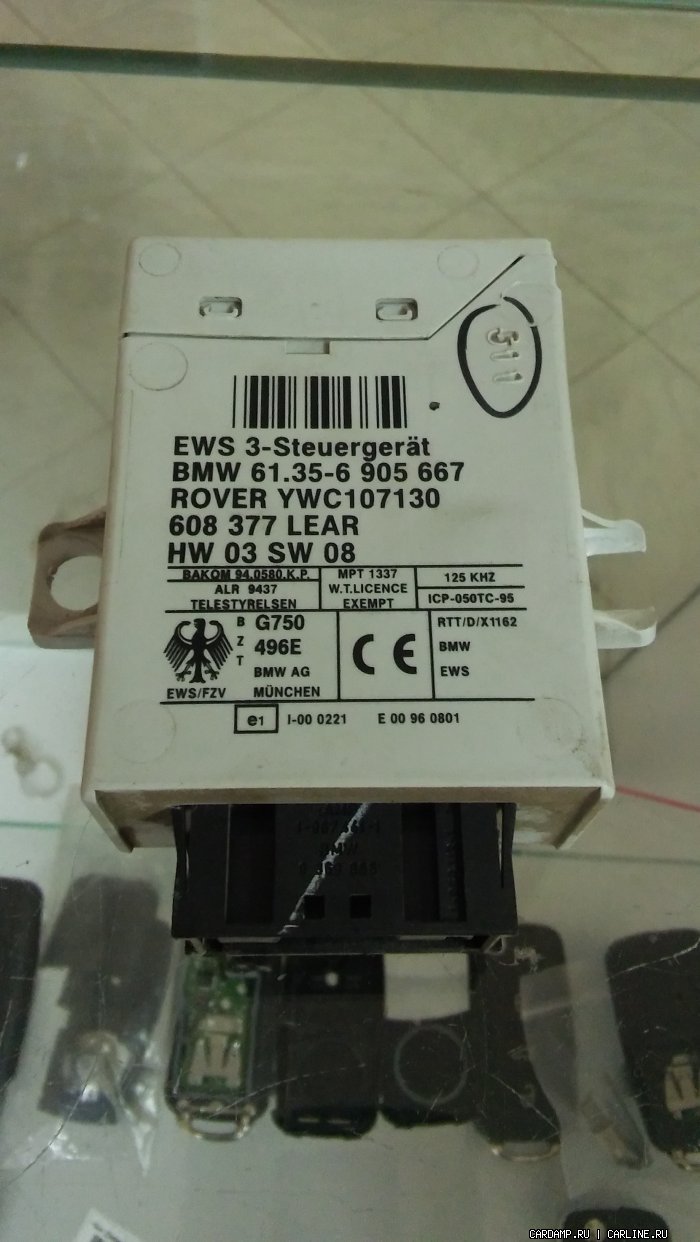 511
EWS 3-Steuergerät
BMW 61.35-6 905 667
ROVER YWC107130
608 377 LEAR
HW 03 SW 08
BAKOM 94.0580.K.P.
ALR 9437
TELESTYRELSEN
MPT 1337
W.T.LICENCE
EXEMPT
125 KHZ
ICP-050TC-95
EWS/FZV
B Z T
G750
496E
BMW AG
MÜNCHEN
CE
RTT/D/X1162
BMW
EWS
e1 I-00 0221 E 00 96 0801
CARDAMP.RU | CARLINE.RU